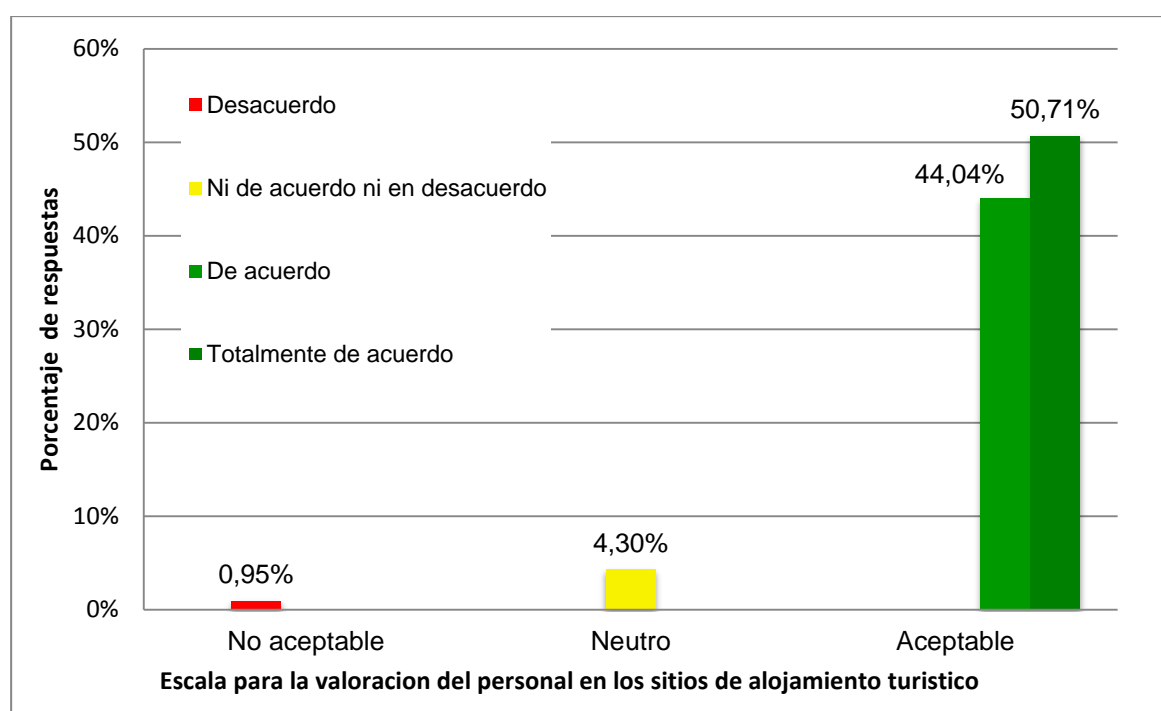 60%
50%
40%
30%
20%
10%
0%
Porcentaje de respuestas
Desacuerdo
Ni de acuerdo ni en desacuerdo
De acuerdo
Totalmente de acuerdo
0,95%
4,30%
44,04%
50,71%
No aceptable
Neutro
Aceptable
Escala para la valoracion del personal en los sitios de alojamiento turistico